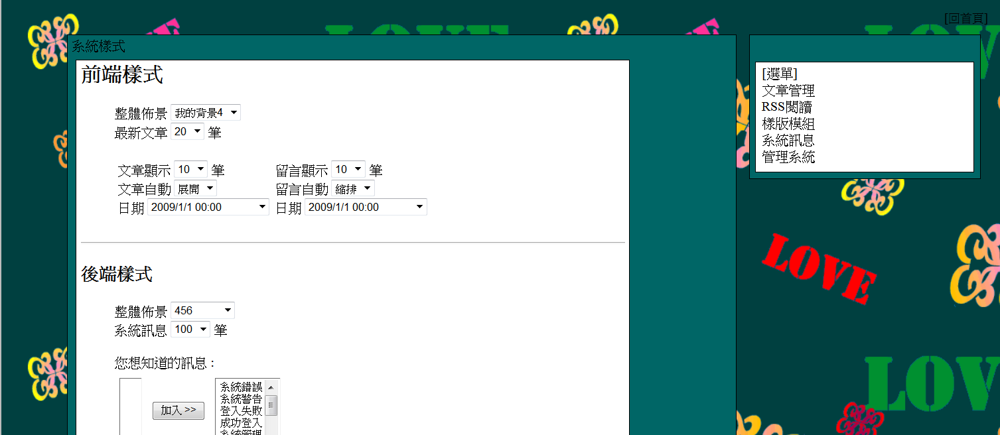 [回首頁]
LOVE
系統樣式
前端樣式
整體佈景 我的背景4
最新文章 20 筆
文章顯示 10 筆 留言顯示 10 筆
文章自動 展開 留言自動 縮排
日期 2009/1/1 00:00 日期 2009/1/1 00:00
後端樣式
整體佈景 456
系統訊息 100 筆
您想知道的訊息：
加入 >>
系統錯誤
系統警告
登入失敗
成功登入
系統管理
[選單]
文章管理
RSS閱讀
樣版模組
系統訊息
管理系統
LOVE
LOV